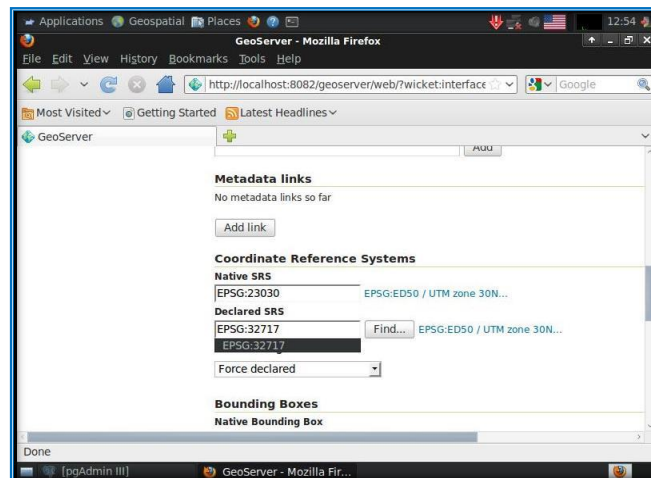 Applications Geospatial Places 12:54
GeoServer - Mozilla Firefox
File Edit View History Bookmarks Tools Help
http://localhost:8082/geoserver/web/?wicket:interface Google
Most Visited Getting Started Latest Headlines
GeoServer
Add
Metadata links
No metadata links so far
Add link
Coordinate Reference Systems
Native SRS
EPSG:23030 EPSG:ED50 / UTM zone 30N...
Declared SRS
EPSG:32717 Find... EPSG:ED50 / UTM zone 30N...
EPSG:32717
Force declared
Bounding Boxes
Native Bounding Box
Done
[pgAdmin III] GeoServer - Mozilla Fir...